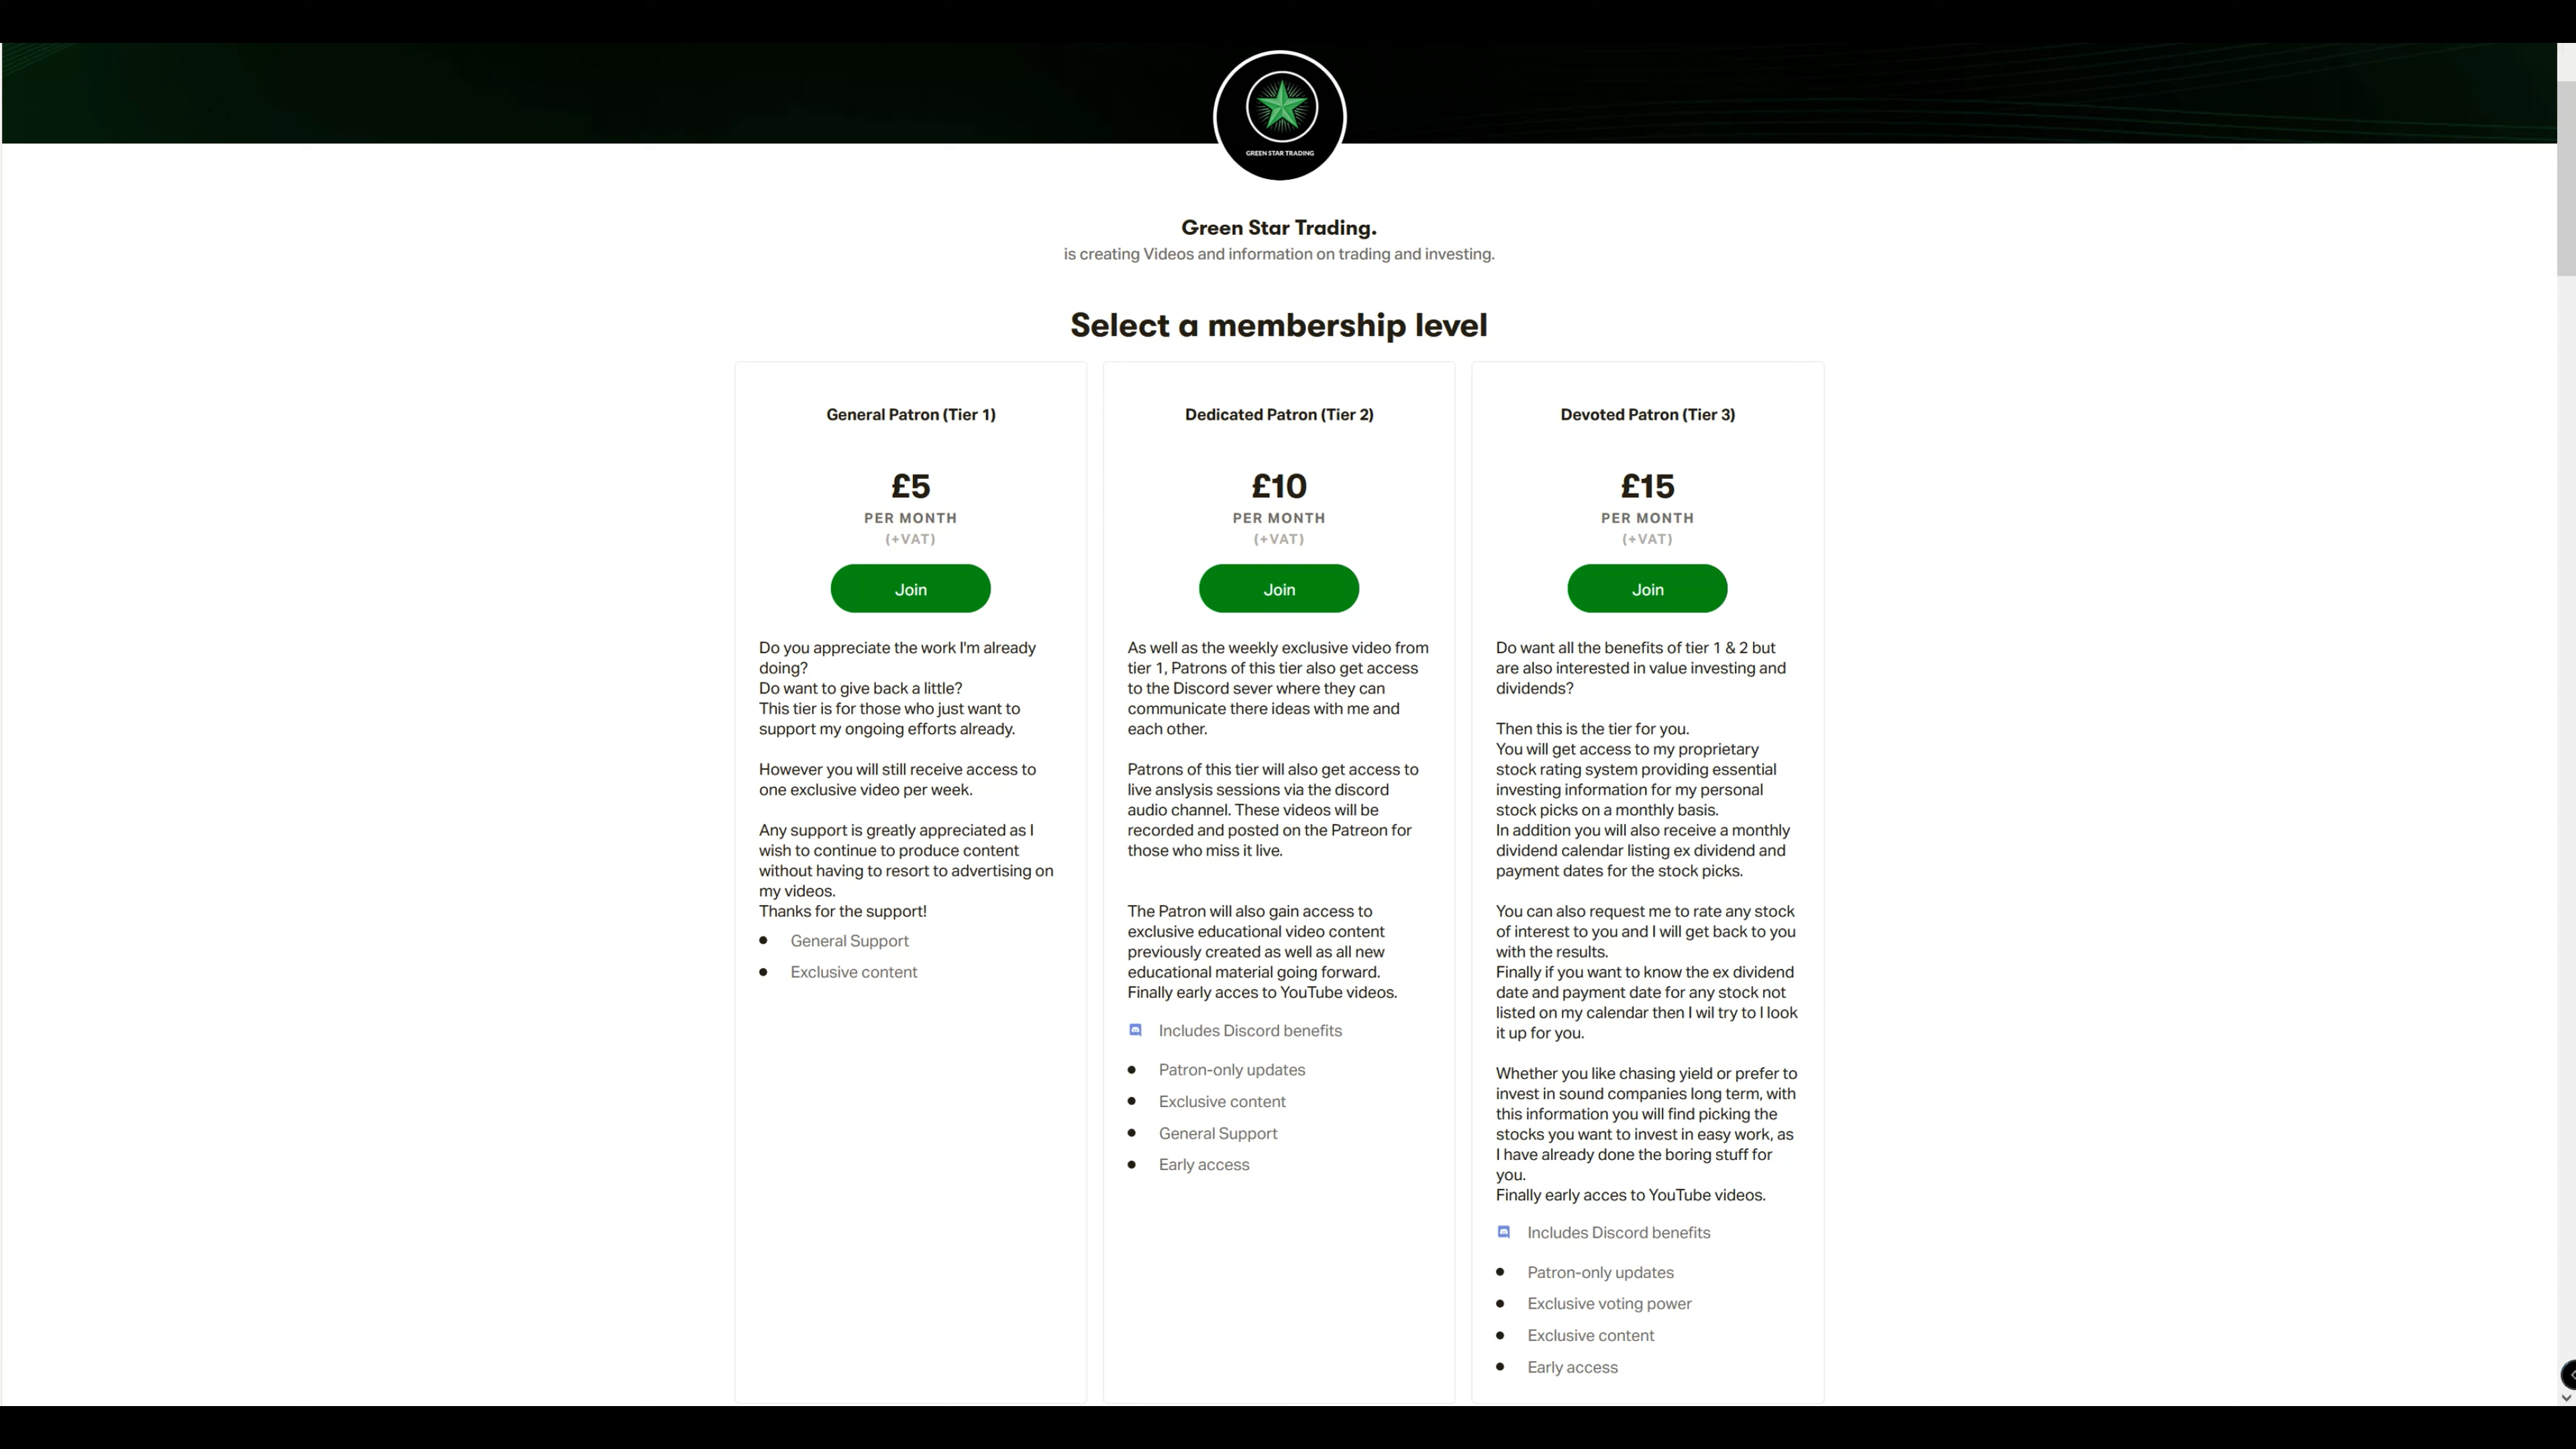 GREEN STAR TRADING
Green Star Trading.
is creating Videos and information on trading and investing.
Select a membership level
General Patron (Tier 1)
£5
PER MONTH
(+VAT)
Join
Do you appreciate the work I'm already
doing?
Do want to give back a little?
This tier is for those who just want to
support my ongoing efforts already.
However you will still receive access to
one exclusive video per week.
Any support is greatly appreciated as I
wish to continue to produce content
without having to resort to advertising on
my videos.
Thanks for the support!
General Support
Exclusive content
Dedicated Patron (Tier 2)
£10
PER MONTH
(+VAT)
Join
As well as the weekly exclusive video from
tier 1, Patrons of this tier also get access
to the Discord sever where they can
communicate there ideas with me and
each other.
Patrons of this tier will also get access to
live anslysis sessions via the discord
audio channel. These videos will be
recorded and posted on the Patreon for
those who miss it live.
The Patron will also gain access to
exclusive educational video content
previously created as well as all new
educational material going forward.
Finally early acces to YouTube videos.
Includes Discord benefits
Patron-only updates
Exclusive content
General Support
Early access
Devoted Patron (Tier 3)
£15
PER MONTH
(+VAT)
Join
Do want all the benefits of tier 1 & 2 but
are also interested in value investing and
dividends?
Then this is the tier for you.
You will get access to my proprietary
stock rating system providing essential
investing information for my personal
stock picks on a monthly basis.
In addition you will also receive a monthly
dividend calendar listing ex dividend and
payment dates for the stock picks.
You can also request me to rate any stock
of interest to you and I will get back to you
with the results.
Finally if you want to know the ex dividend
date and payment date for any stock not
listed on my calendar then I wil try to I look
it up for you.
Whether you like chasing yield or prefer to
invest in sound companies long term, with
this information you will find picking the
stocks you want to invest in easy work, as
I have already done the boring stuff for
you.
Finally early acces to YouTube videos.
Includes Discord benefits
Patron-only updates
Exclusive voting power
Exclusive content
Early access